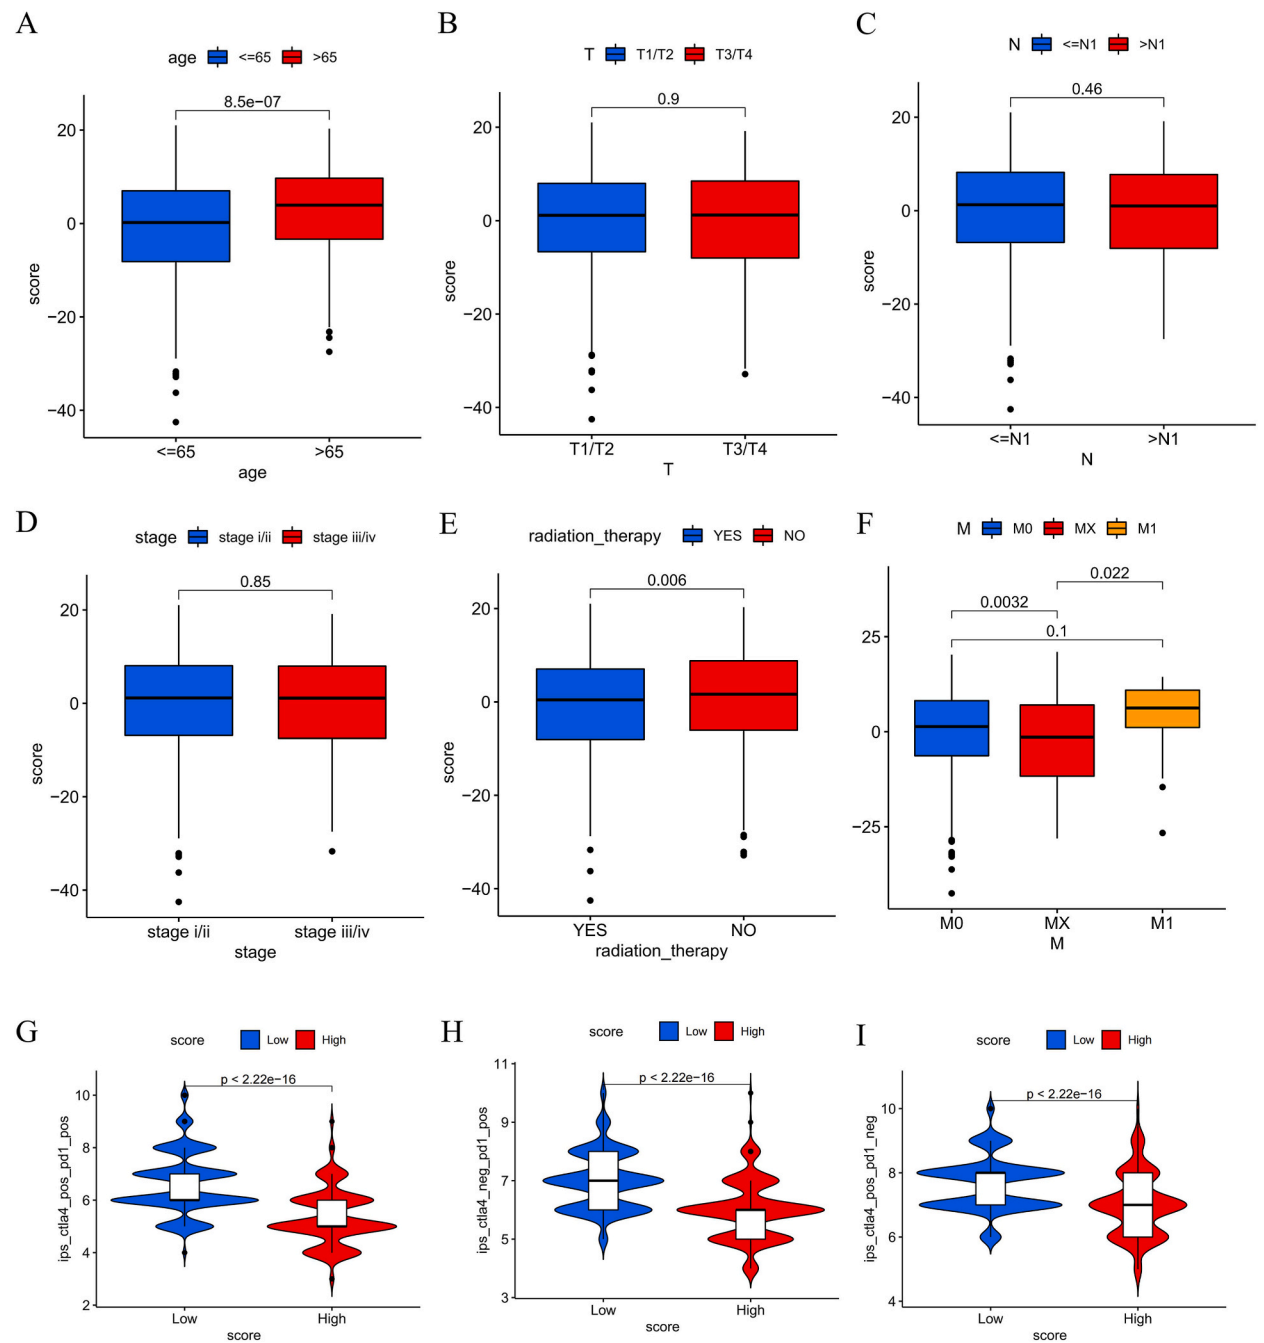 A
age <=65 >65
8.5e−07
20
0
−20
−40
score
<=65 >65
age
B
T T1/T2 T3/T4
0.9
20
0
−20
−40
score
T1/T2 T3/T4
T
C
N <=N1 >N1
0.46
20
0
−20
−40
score
<=N1 >N1
N
D
stage stage i/ii stage iii/iv
0.85
20
0
−20
−40
score
stage i/ii stage iii/iv
stage
E
radiation_therapy YES NO
0.006
20
0
−20
−40
score
YES NO
radiation_therapy
F
M M0 MX M1
0.022
0.0032
0.1
25
0
−25
score
M0 MX M1
M
G
score Low High
p < 2.22e−16
10
8
6
4
2
ips_ctla4_pos_pd1_pos
Low High
score
H
score Low High
p < 2.22e−16
11
9
7
5
3
ips_ctla4_neg_pd1_pos
Low High
score
I
score Low High
p < 2.22e−16
10
8
6
4
ips_ctla4_pos_pd1_neg
Low High
score